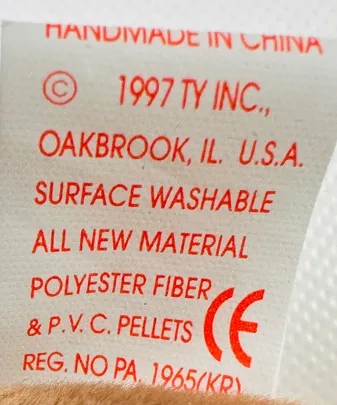 HANDMADE IN CHINA
© 1997 TY INC.,
OAKBROOK, IL. U.S.A.
SURFACE WASHABLE
ALL NEW MATERIAL
POLYESTER FIBER
& P.V.C. PELLETS CE
REG. NO PA. 1965(KR)